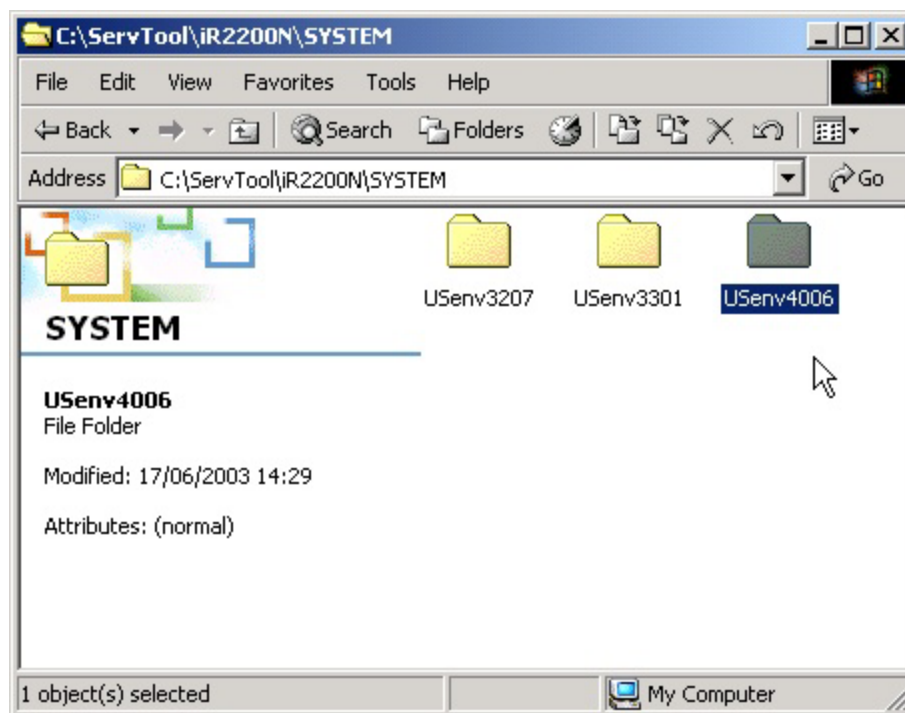 C:\ServTool\iR2200N\SYSTEM
File Edit View Favorites Tools Help
Back Search Folders
Address C:\ServTool\iR2200N\SYSTEM Go
USenv3207 USenv3301 USenv4006
SYSTEM
USenv4006
File Folder
Modified: 17/06/2003 14:29
Attributes: (normal)
1 object(s) selected My Computer